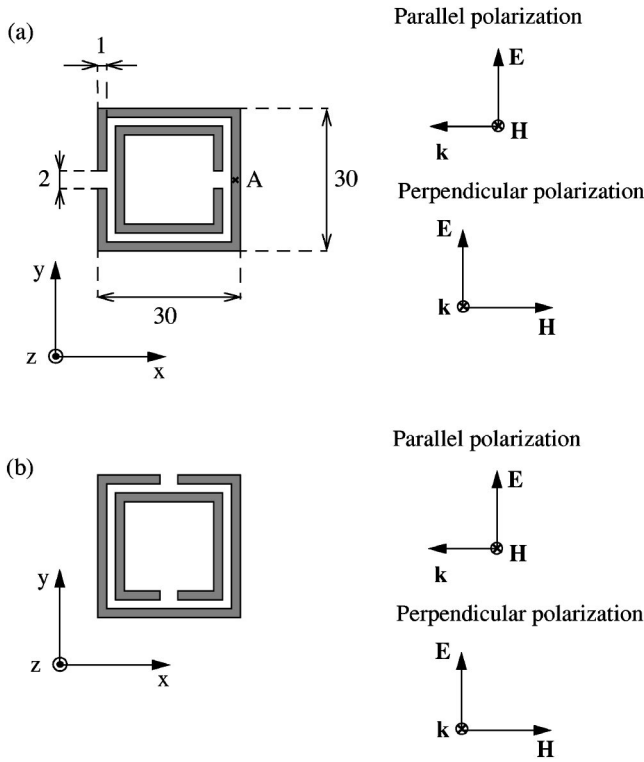 (a)
1
2
A
30
30
y
z
x
Parallel polarization
E
H
k
Perpendicular polarization
E
k
H
(b)
y
z
x
Parallel polarization
E
H
k
Perpendicular polarization
E
k
H